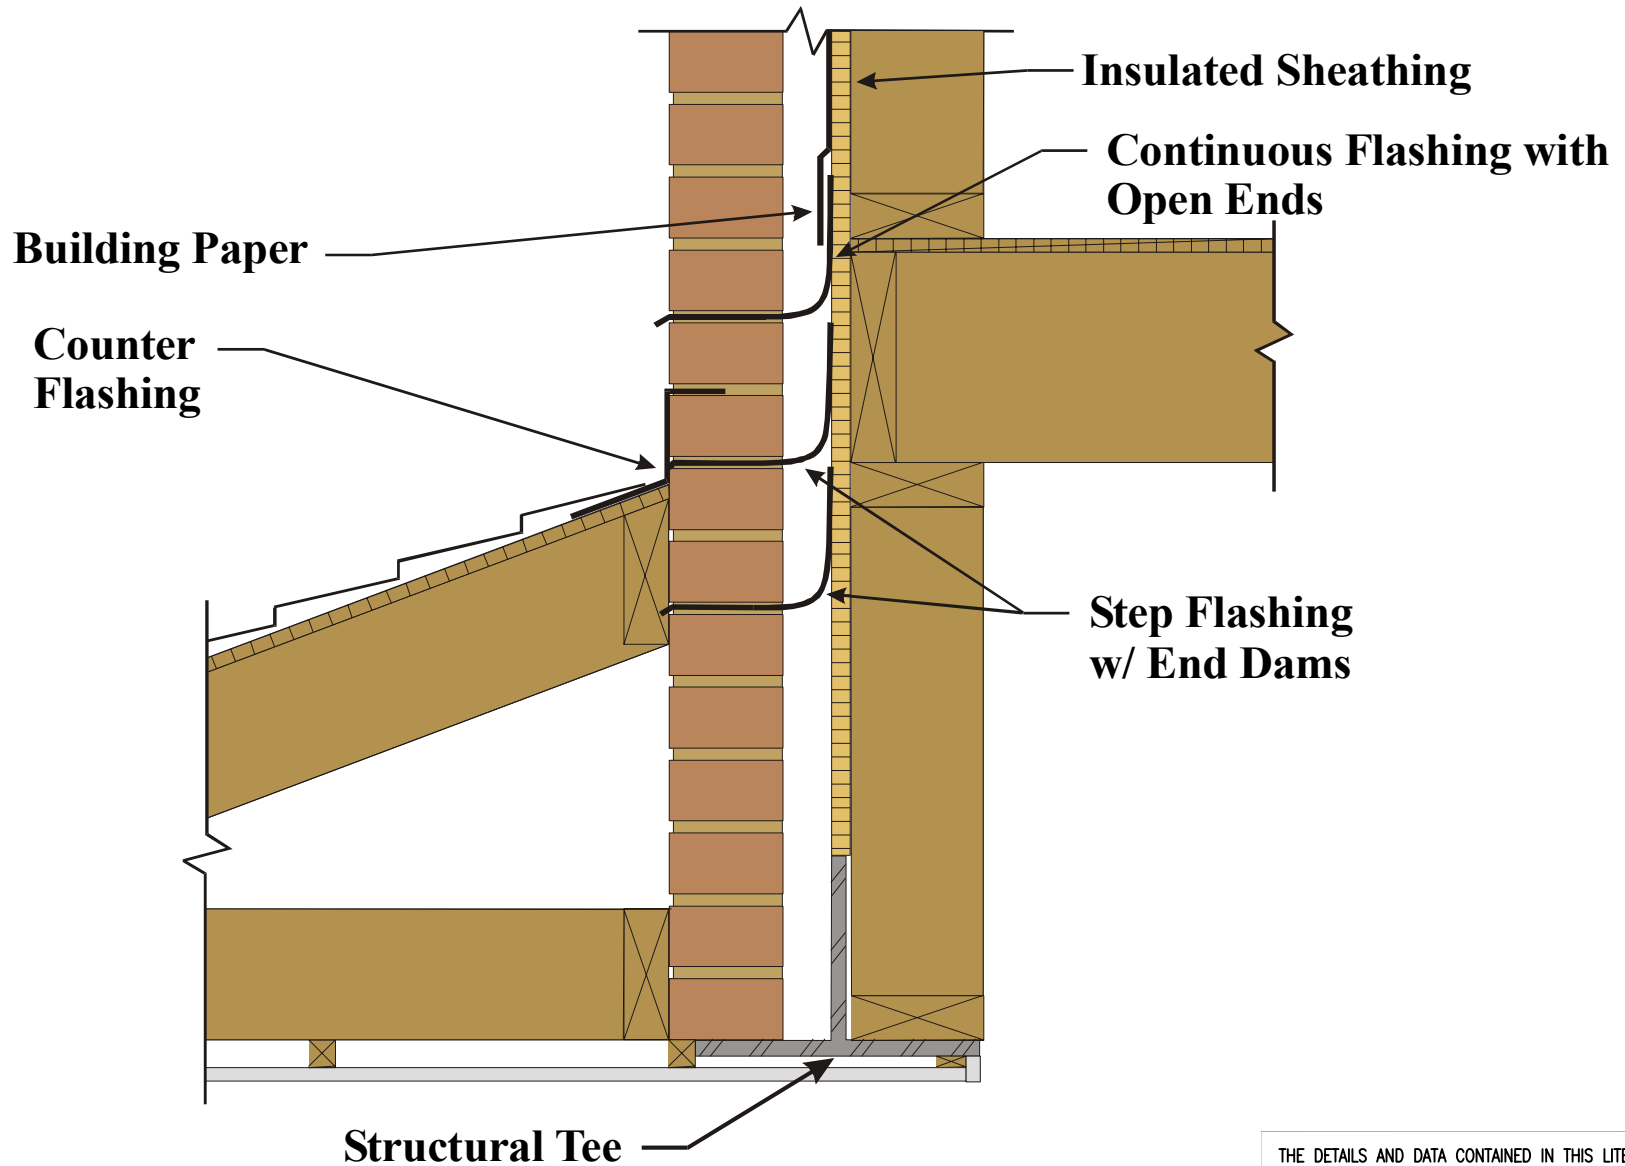 Insulated Sheathing
Continuous Flashing with
Open Ends
Building Paper
Counter
Flashing
Step Flashing
w/ End Dams
Structural Tee
THE DETAILS AND DATA CONTAINED IN THIS